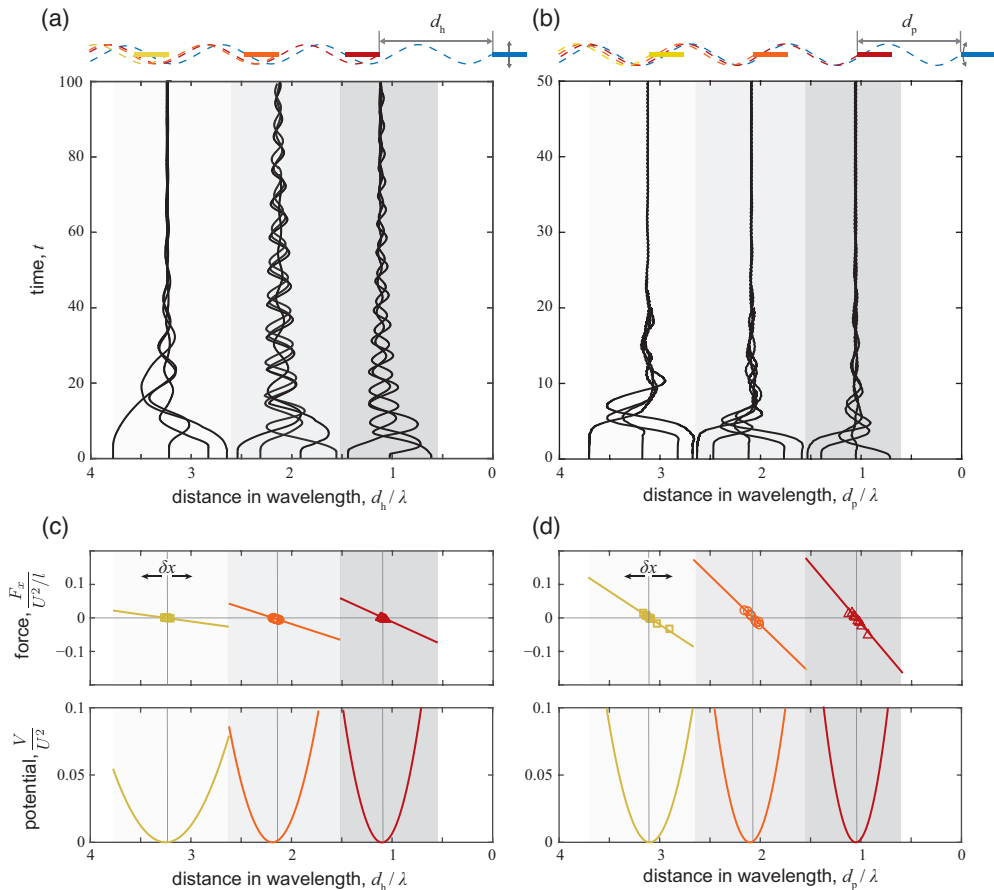 (a)
d_h
(b)
d_p
100
80
60
40
20
0
time, t
4 3 2 1 0
distance in wavelength, d_h / λ
50
40
30
20
10
0
4 3 2 1 0
distance in wavelength, d_p / λ
(c)
force, F_x / U²/l
0.1
0
−0.1
δx
(d)
0.1
0
−0.1
δx
potential, V / U²
0.1
0.05
0
4 3 2 1 0
distance in wavelength, d_h / λ
0.1
0.05
0
4 3 2 1 0
distance in wavelength, d_p / λ